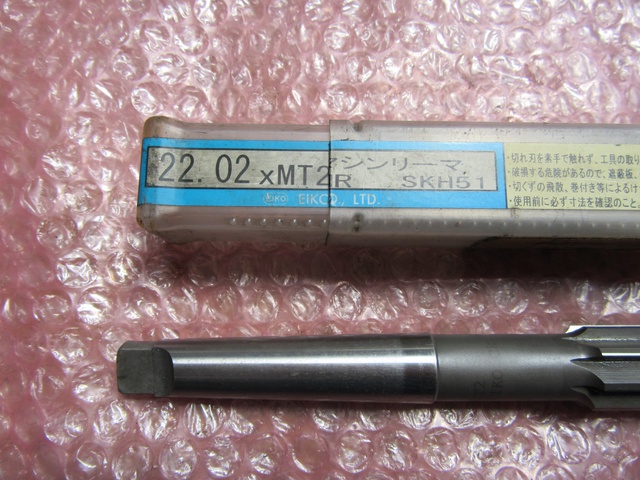 22.02 xMT2R マシンリーマ. SKH51
EIKO EIKO., LTD.
・切れ刃を素手で触れず、工具の取り
・破損する危険があるので、遮蔽板、
・切くずの飛散、巻付き等によるけ
・使用前に必ず寸法を確認のこと。